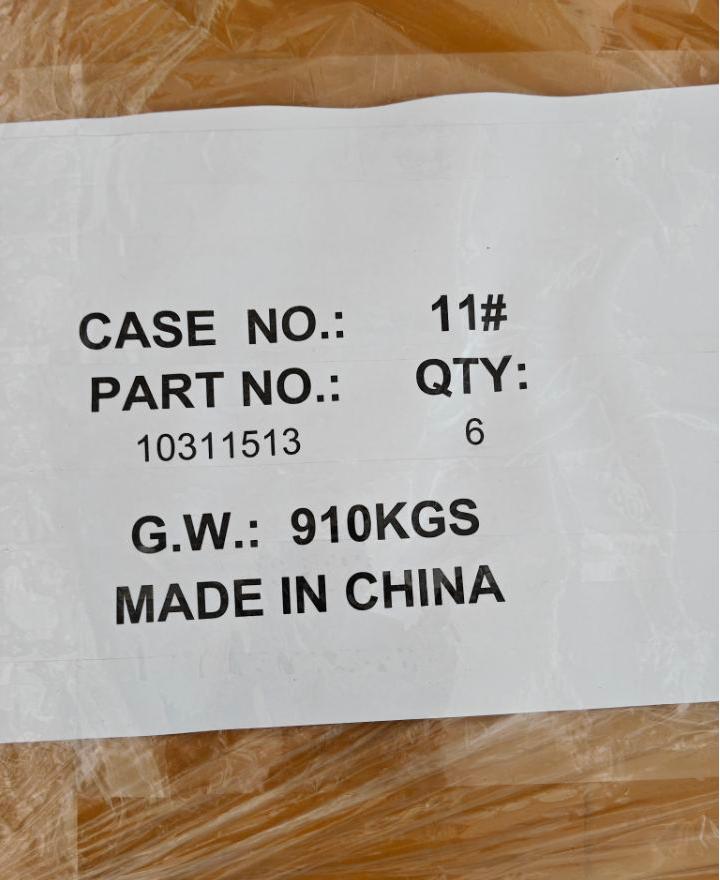 CASE NO.: 11#
PART NO.: QTY:
10311513 6
G.W.: 910KGS
MADE IN CHINA